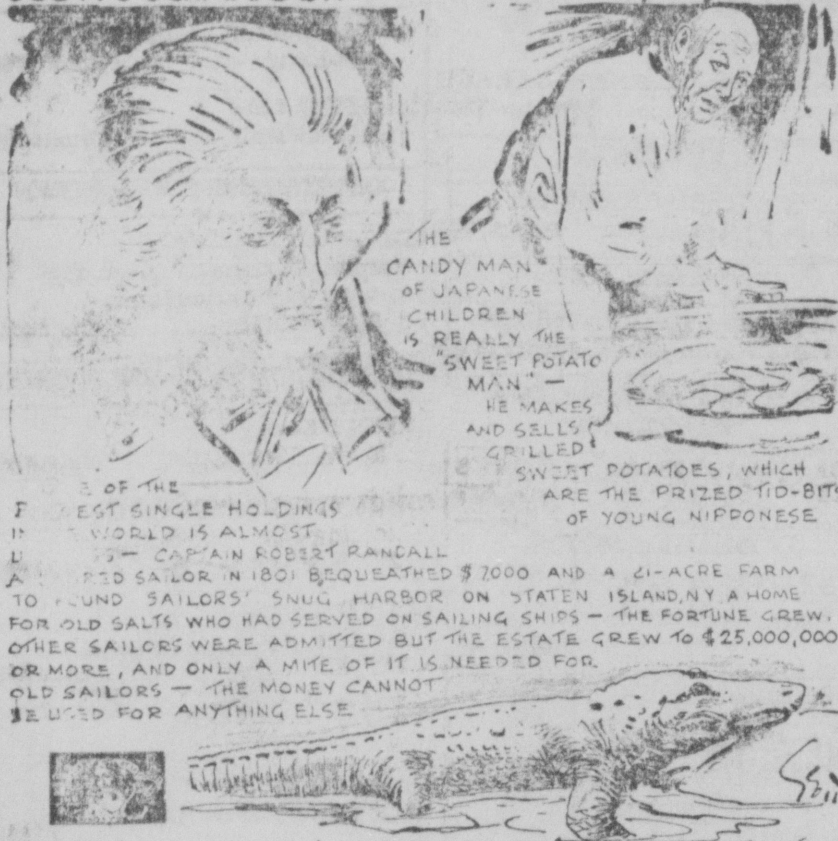 THE
CANDY MAN
OF JAPANESE
CHILDREN
IS REALLY THE
"SWEET POTATO
MAN" —
HE MAKES
AND SELLS
GRILLED
SWEET POTATOES, WHICH
ARE THE PRIZED TID-BITS
OF YOUNG NIPPONESE
OF THE
SINGLE HOLDINGS
WORLD IS ALMOST
— CAPTAIN ROBERT RANDALL
A SAILOR IN 1801 BEQUEATHED $7000 AND A 21-ACRE FARM
TO FOUND SAILORS' SNUG HARBOR ON STATEN ISLAND, N.Y. A HOME
FOR OLD SALTS WHO HAD SERVED ON SAILING SHIPS — THE FORTUNE GREW.
OTHER SAILORS WERE ADMITTED BUT THE ESTATE GREW TO $25,000,000
OR MORE, AND ONLY A MITE OF IT IS NEEDED FOR
OLD SAILORS — THE MONEY CANNOT
BE USED FOR ANYTHING ELSE